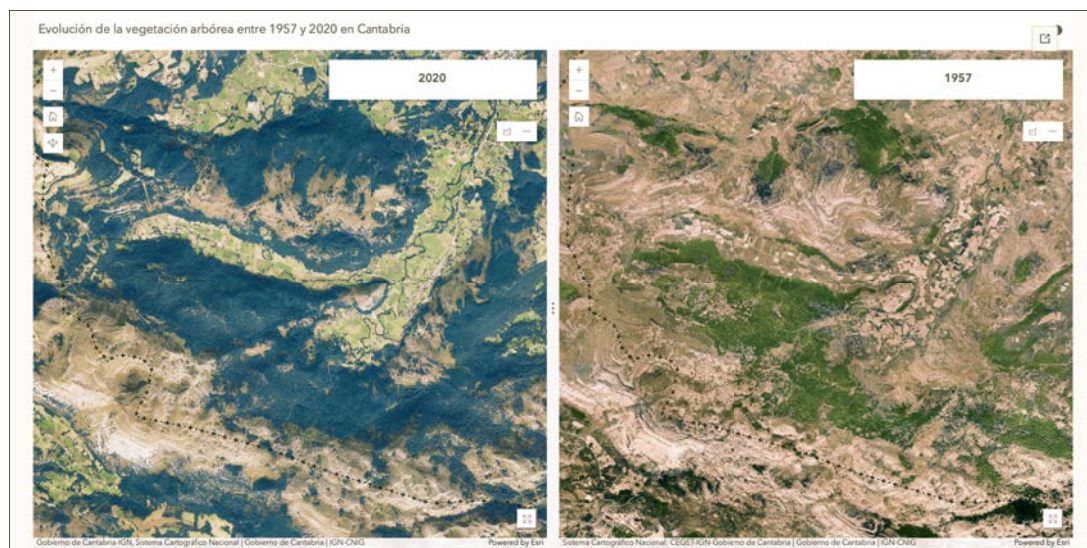 Evolución de la vegetación arbórea entre 1957 y 2020 en Cantabria
2020
1957
Gobierno de Cantabria-IGN, Sistema Cartográfico Nacional | Gobierno de Cantabria | IGN-CNIG
Powered by Esri
Sistema Cartográfico Nacional: CEGET-IGN-Gobierno de Cantabria | Gobierno de Cantabria | IGN-CNIG
Powered by Esri